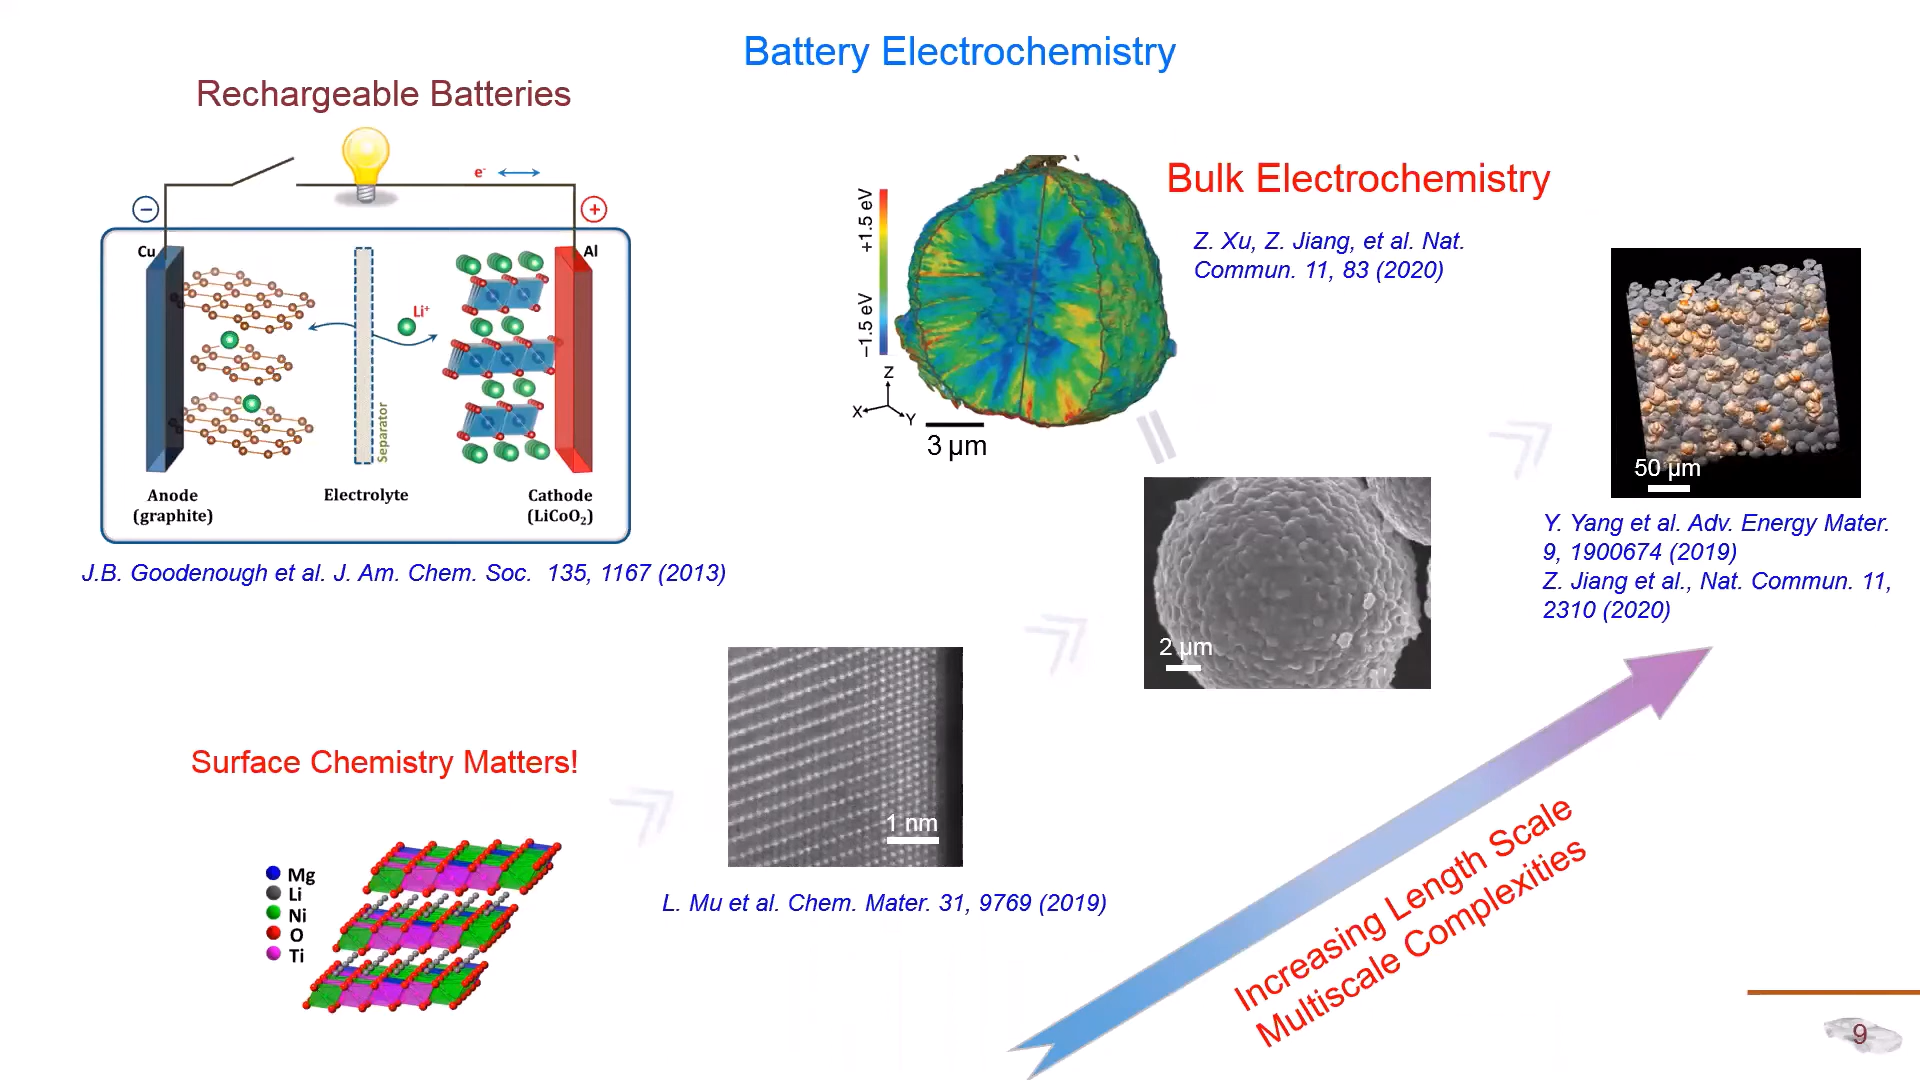 Battery Electrochemistry
Rechargeable Batteries
e-
−
+
Cu
Al
Li+
Separator
Anode
(graphite)
Electrolyte
Cathode
(LiCoO2)
J.B. Goodenough et al. J. Am. Chem. Soc. 135, 1167 (2013)
Bulk Electrochemistry
Z. Xu, Z. Jiang, et al. Nat.
Commun. 11, 83 (2020)
+1.5 eV
−1.5 eV
Z
X
Y
3 µm
50 µm
Y. Yang et al. Adv. Energy Mater.
9, 1900674 (2019)
Z. Jiang et al., Nat. Commun. 11,
2310 (2020)
2 µm
1 nm
L. Mu et al. Chem. Mater. 31, 9769 (2019)
Surface Chemistry Matters!
Mg
Li
Ni
O
Ti
Increasing Length Scale
Multiscale Complexities
9